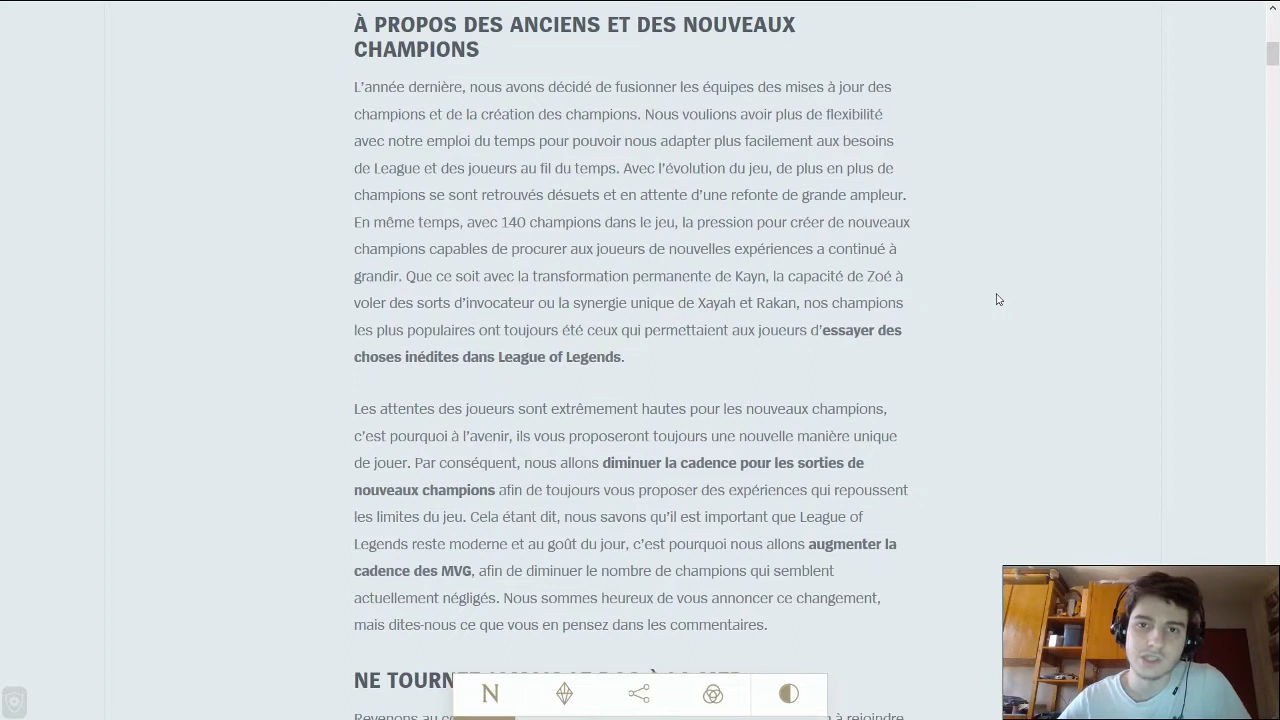 À PROPOS DES ANCIENS ET DES NOUVEAUX
CHAMPIONS
L’année dernière, nous avons décidé de fusionner les équipes des mises à jour des
champions et de la création des champions. Nous voulions avoir plus de flexibilité
avec notre emploi du temps pour pouvoir nous adapter plus facilement aux besoins
de League et des joueurs au fil du temps. Avec l’évolution du jeu, de plus en plus de
champions se sont retrouvés désuets et en attente d’une refonte de grande ampleur.
En même temps, avec 140 champions dans le jeu, la pression pour créer de nouveaux
champions capables de procurer aux joueurs de nouvelles expériences a continué à
grandir. Que ce soit avec la transformation permanente de Kayn, la capacité de Zoé à
voler des sorts d’invocateur ou la synergie unique de Xayah et Rakan, nos champions
les plus populaires ont toujours été ceux qui permettaient aux joueurs d’essayer des
choses inédites dans League of Legends.
Les attentes des joueurs sont extrêmement hautes pour les nouveaux champions,
c’est pourquoi à l’avenir, ils vous proposeront toujours une nouvelle manière unique
de jouer. Par conséquent, nous allons diminuer la cadence pour les sorties de
nouveaux champions afin de toujours vous proposer des expériences qui repoussent
les limites du jeu. Cela étant dit, nous savons qu’il est important que League of
Legends reste moderne et au goût du jour, c’est pourquoi nous allons augmenter la
cadence des MVG, afin de diminuer le nombre de champions qui semblent
actuellement négligés. Nous sommes heureux de vous annoncer ce changement,
mais dites-nous ce que vous en pensez dans les commentaires.
NE TOURN
N
Revenons au à rejoindre